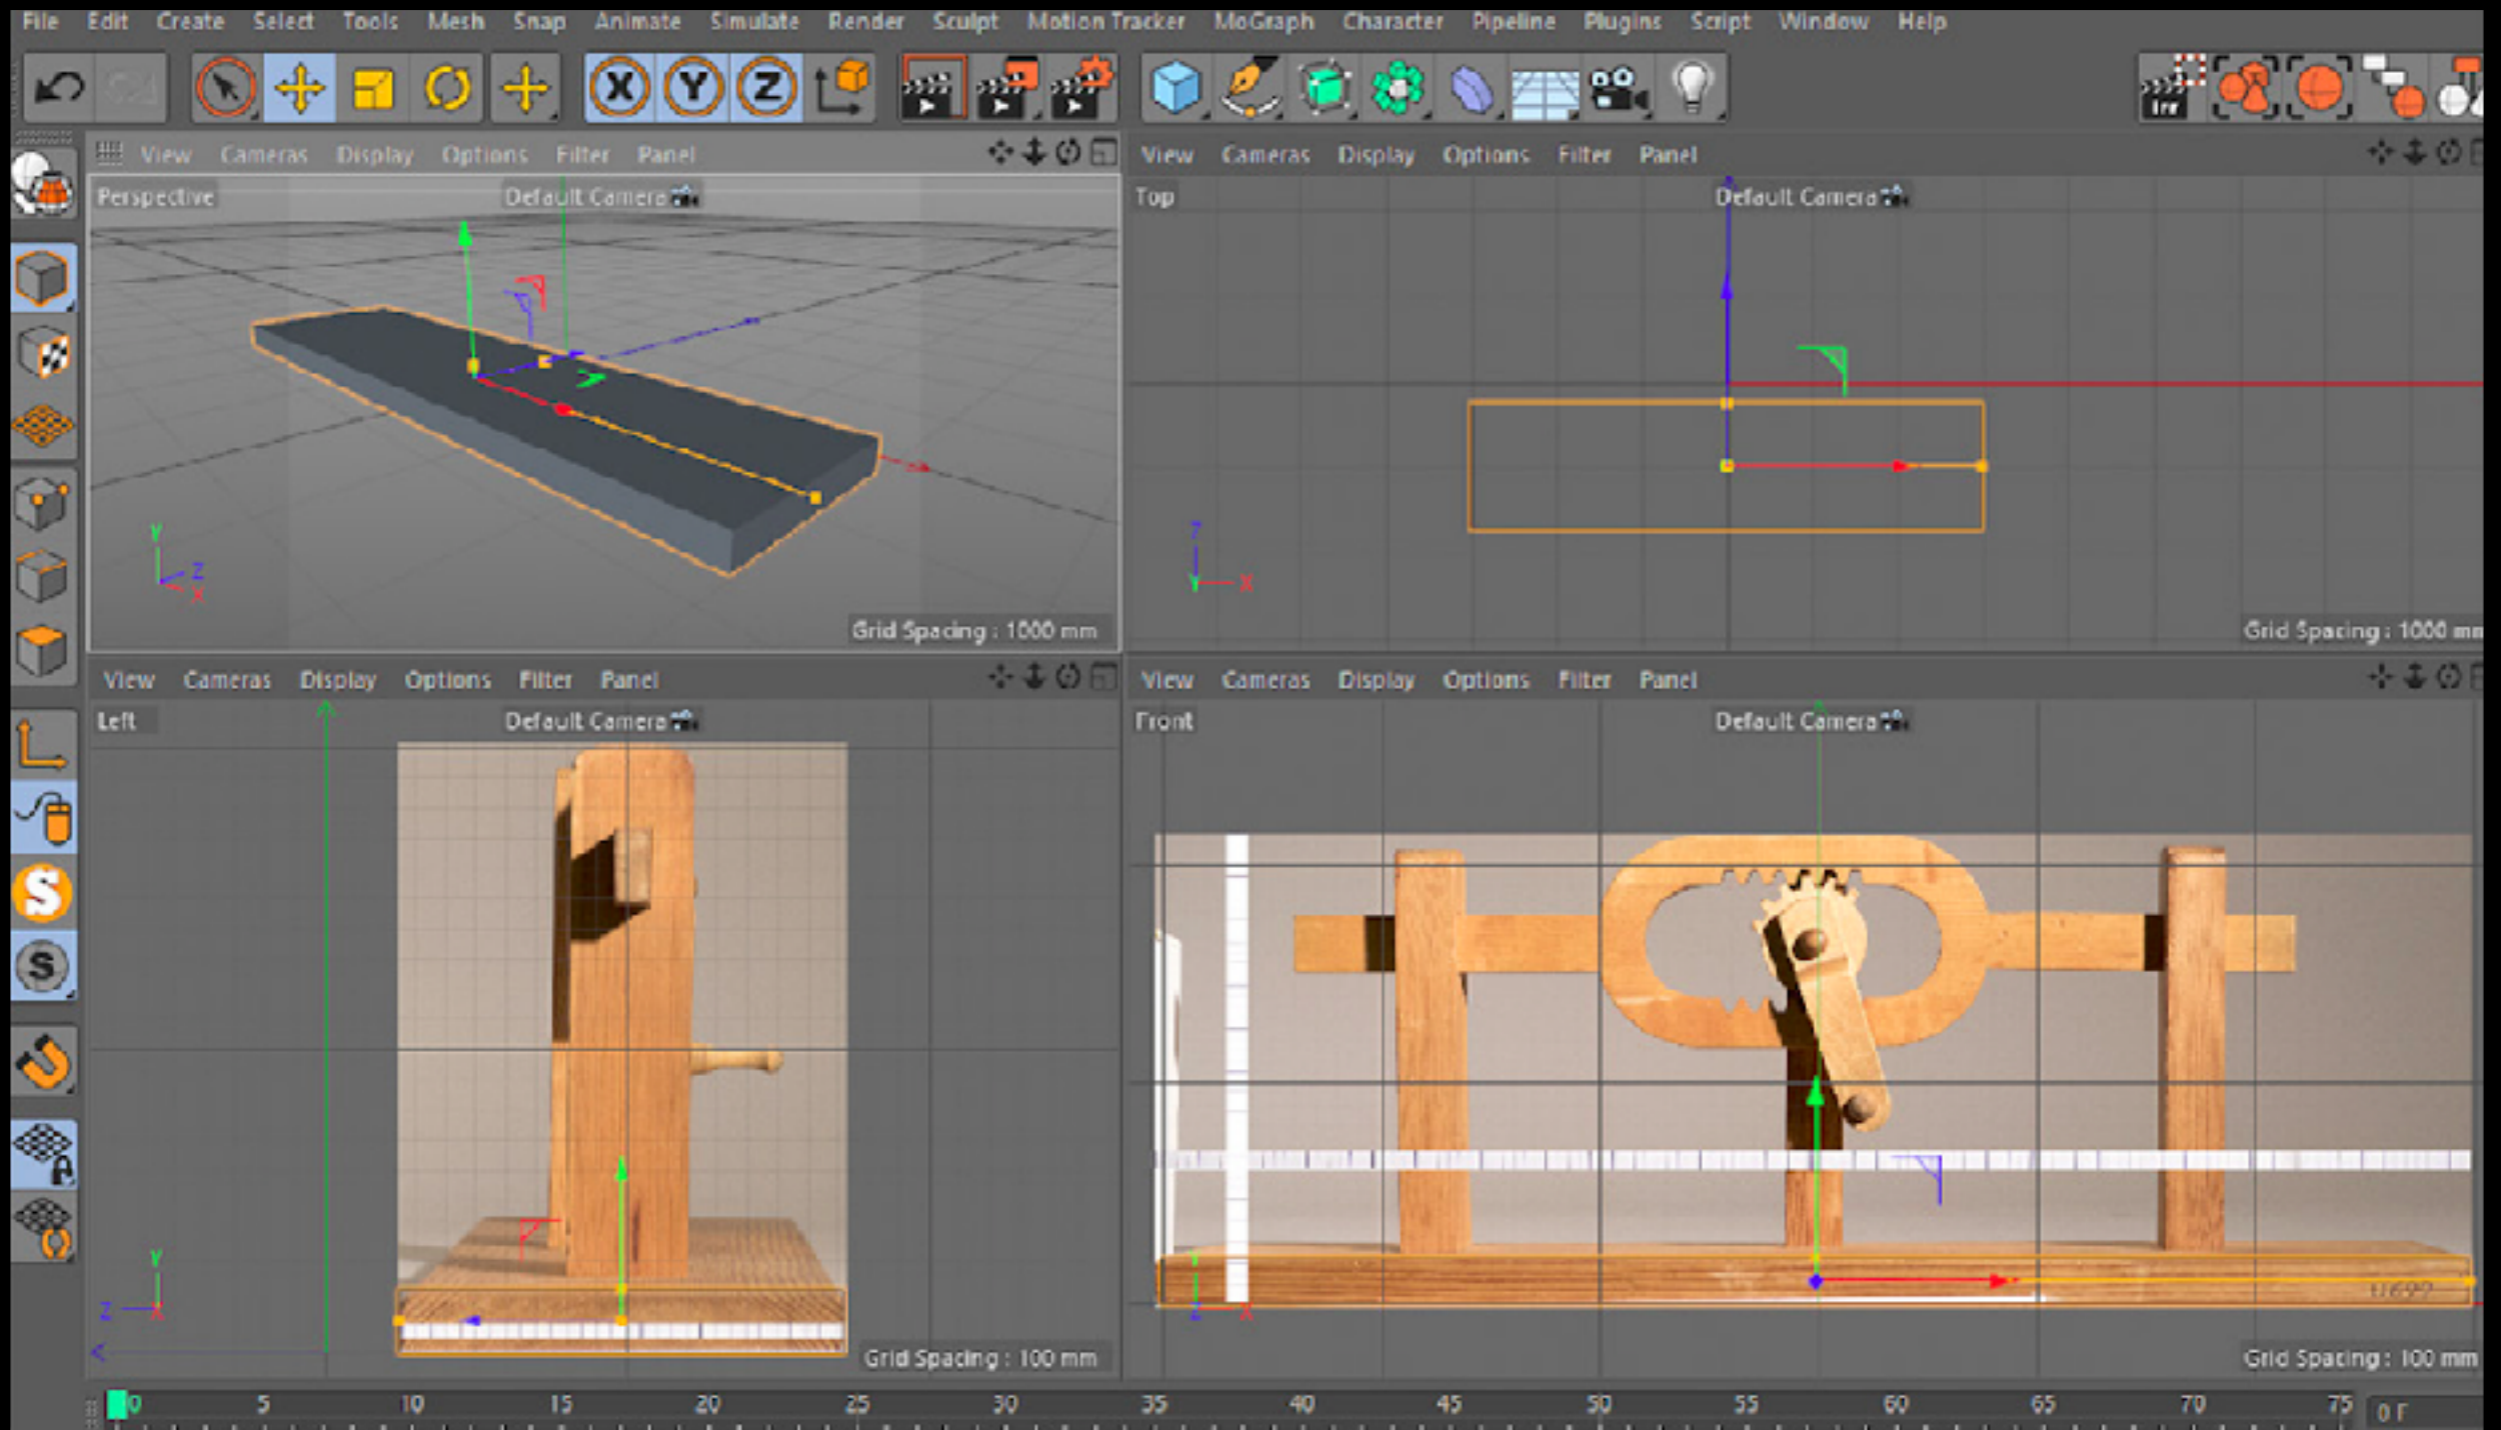 File Edit Create Select Tools Mesh Snap Animate Simulate Render Sculpt Motion Tracker MoGraph Character Pipeline Plugins Script Window Help
X Y Z
View Cameras Display Options Filter Panel
Perspective Default Camera
Y
Z
X
Grid Spacing : 1000 mm
View Cameras Display Options Filter Panel
Top Default Camera
Z
Y X
Grid Spacing : 1000 mm
S
S
View Cameras Display Options Filter Panel
Left Default Camera
Y
Z X
Grid Spacing : 100 mm
View Cameras Display Options Filter Panel
Front Default Camera
Z X
Grid Spacing : 100 mm
0 5 10 15 20 25 30 35 40 45 50 55 60 65 70 75 0 F